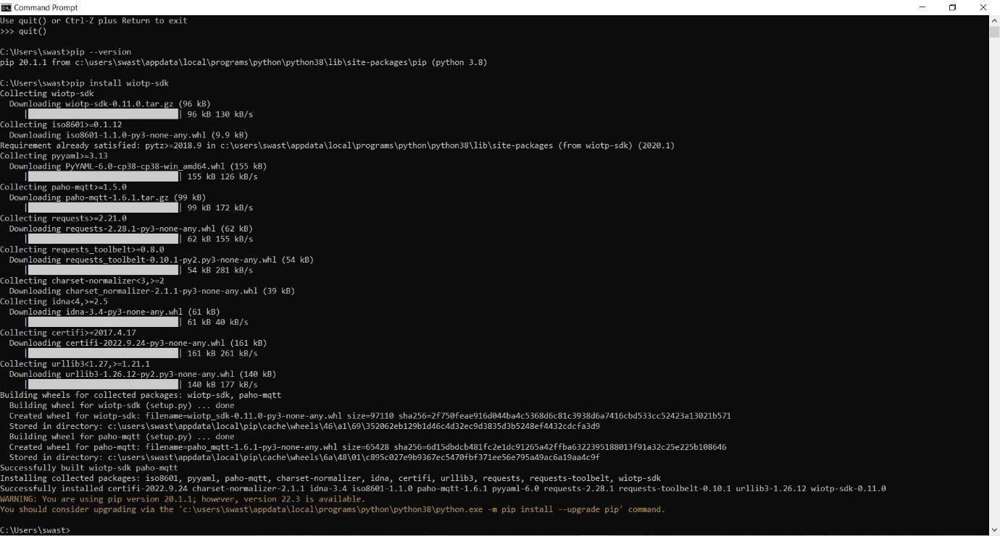 Command Prompt
Use quit() or Ctrl-Z plus Return to exit
>>> quit()
C:\Users\swast>pip --version
pip 20.1.1 from c:\users\swast\appdata\local\programs\python\python38\lib\site-packages\pip (python 3.8)
C:\Users\swast>pip install wiotp-sdk
Collecting wiotp-sdk
  Downloading wiotp-sdk-0.11.0.tar.gz (96 kB)
     |████████████████████████████████| 96 kB 130 kB/s
Collecting iso8601>=0.1.12
  Downloading iso8601-1.1.0-py3-none-any.whl (9.9 kB)
Requirement already satisfied: pytz>=2018.9 in c:\users\swast\appdata\local\programs\python\python38\lib\site-packages (from wiotp-sdk) (2020.1)
Collecting pyyaml>=3.13
  Downloading PyYAML-6.0-cp38-cp38-win_amd64.whl (155 kB)
     |████████████████████████████████| 155 kB 126 kB/s
Collecting paho-mqtt>=1.5.0
  Downloading paho-mqtt-1.6.1.tar.gz (99 kB)
     |████████████████████████████████| 99 kB 172 kB/s
Collecting requests>=2.21.0
  Downloading requests-2.28.1-py3-none-any.whl (62 kB)
     |████████████████████████████████| 62 kB 155 kB/s
Collecting requests_toolbelt>=0.8.0
  Downloading requests_toolbelt-0.10.1-py2.py3-none-any.whl (54 kB)
     |████████████████████████████████| 54 kB 281 kB/s
Collecting charset-normalizer<3,>=2
  Downloading charset_normalizer-2.1.1-py3-none-any.whl (39 kB)
Collecting idna<4,>=2.5
  Downloading idna-3.4-py3-none-any.whl (61 kB)
     |████████████████████████████████| 61 kB 40 kB/s
Collecting certifi>=2017.4.17
  Downloading certifi-2022.9.24-py3-none-any.whl (161 kB)
     |████████████████████████████████| 161 kB 261 kB/s
Collecting urllib3<1.27,>=1.21.1
  Downloading urllib3-1.26.12-py2.py3-none-any.whl (140 kB)
     |████████████████████████████████| 140 kB 177 kB/s
Building wheels for collected packages: wiotp-sdk, paho-mqtt
  Building wheel for wiotp-sdk (setup.py) ... done
  Created wheel for wiotp-sdk: filename=wiotp_sdk-0.11.0-py3-none-any.whl size=97110 sha256=2f750feae916d044ba4c5368d6c81c3938d6a7416cbd533cc52423a13021b571
  Stored in directory: c:\users\swast\appdata\local\pip\cache\wheels\46\a1\69\352062eb129b1d46c4d32ec9d3835d3b5248ef4432cdcfa3d9
  Building wheel for paho-mqtt (setup.py) ... done
  Created wheel for paho-mqtt: filename=paho_mqtt-1.6.1-py3-none-any.whl size=65428 sha256=6d15dbdcb481fc2e1dc91265a42ffba6322395188013f91a32c25e225b108646
  Stored in directory: c:\users\swast\appdata\local\pip\cache\wheels\6a\48\01\c895c027e9b9367ec5470fbf371ee56e795a49ac6a19aa4c9f
Successfully built wiotp-sdk paho-mqtt
Installing collected packages: iso8601, pyyaml, paho-mqtt, charset-normalizer, idna, certifi, urllib3, requests, requests-toolbelt, wiotp-sdk
Successfully installed certifi-2022.9.24 charset-normalizer-2.1.1 idna-3.4 iso8601-1.1.0 paho-mqtt-1.6.1 pyyaml-6.0 requests-2.28.1 requests-toolbelt-0.10.1 urllib3-1.26.12 wiotp-sdk-0.11.0
WARNING: You are using pip version 20.1.1; however, version 22.3 is available.
You should consider upgrading via the 'c:\users\swast\appdata\local\programs\python\python38\python.exe -m pip install --upgrade pip' command.
C:\Users\swast>